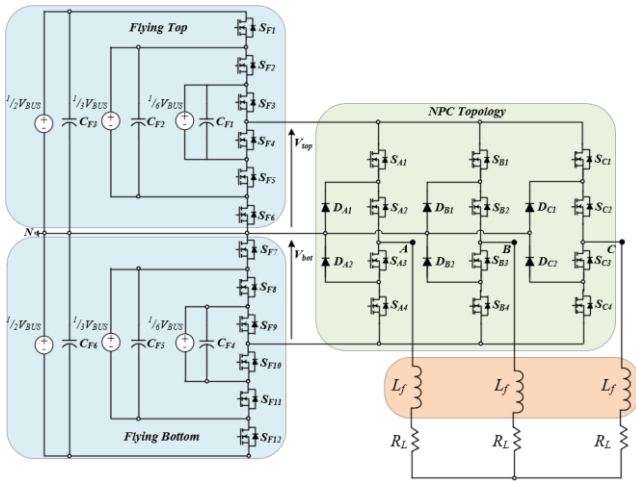 Flying Top
S_F1
S_F2
1/2V_BUS
1/3V_BUS
1/6V_BUS
S_F3
C_F3
C_F2
C_F1
S_F4
S_F5
S_F6
V_top
NPC Topology
S_A1
S_B1
S_C1
S_A2
S_B2
S_C2
D_A1
D_B1
D_C1
N
A
B
C
S_F7
V_bot
D_A2
S_A3
D_B2
S_B3
D_C2
S_C3
S_F8
1/2V_BUS
1/3V_BUS
1/6V_BUS
S_F9
S_A4
S_B4
S_C4
C_F6
C_F5
C_F4
S_F10
S_F11
L_f
L_f
L_f
Flying Bottom
S_F12
R_L
R_L
R_L